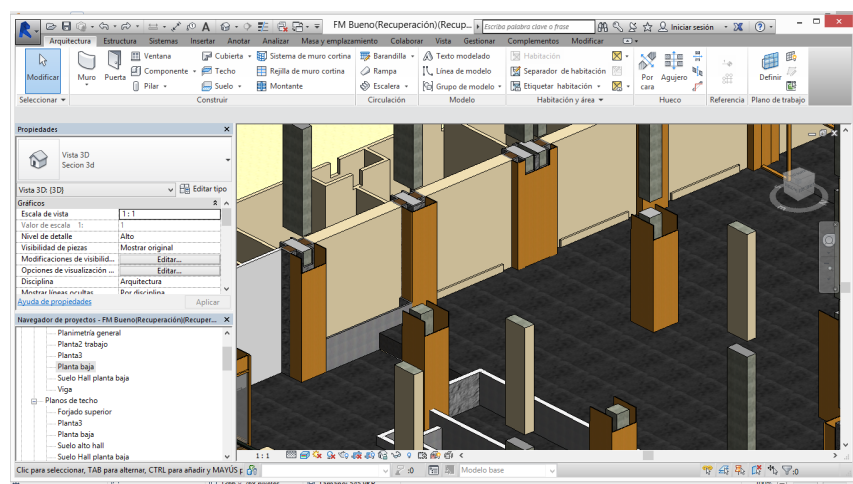 FM Bueno(Recuperación)(Recup... Escriba palabra clave o frase Iniciar sesión
Arquitectura Estructura Sistemas Insertar Anotar Analizar Masa y emplazamiento Colaborar Vista Gestionar Complementos Modificar
Modificar Muro Puerta Ventana Componente Pilar Cubierta Techo Suelo Sistema de muro cortina Rejilla de muro cortina Montante Barandilla Rampa Escalera Texto modelado Línea de modelo Grupo de modelo Habitación Separador de habitación Etiquetar habitación Por cara Agujero Definir
Seleccionar Construir Circulación Modelo Habitación y área Hueco Referencia Plano de trabajo
Propiedades
Vista 3D
Secion 3d
Vista 3D: {3D} Editar tipo
Gráficos
Escala de vista 1 : 1
Valor de escala 1: 1
Nivel de detalle Alto
Visibilidad de piezas Mostrar original
Modificaciones de visibilid... Editar...
Opciones de visualización ... Editar...
Disciplina Arquitectura
Mostrar líneas ocultas Por disciplina
Ayuda de propiedades Aplicar
Navegador de proyectos - FM Bueno(Recuperación)(Recuper...
Planimetría general
Planta2 trabajo
Planta3
Planta baja
Suelo Hall planta baja
Viga
Planos de techo
Forjado superior
Planta3
Planta baja
Suelo alto hall
Suelo Hall planta baja
1 : 1
Clic para seleccionar, TAB para alternar, CTRL para añadir y MAYÚS p :0 Modelo base :0